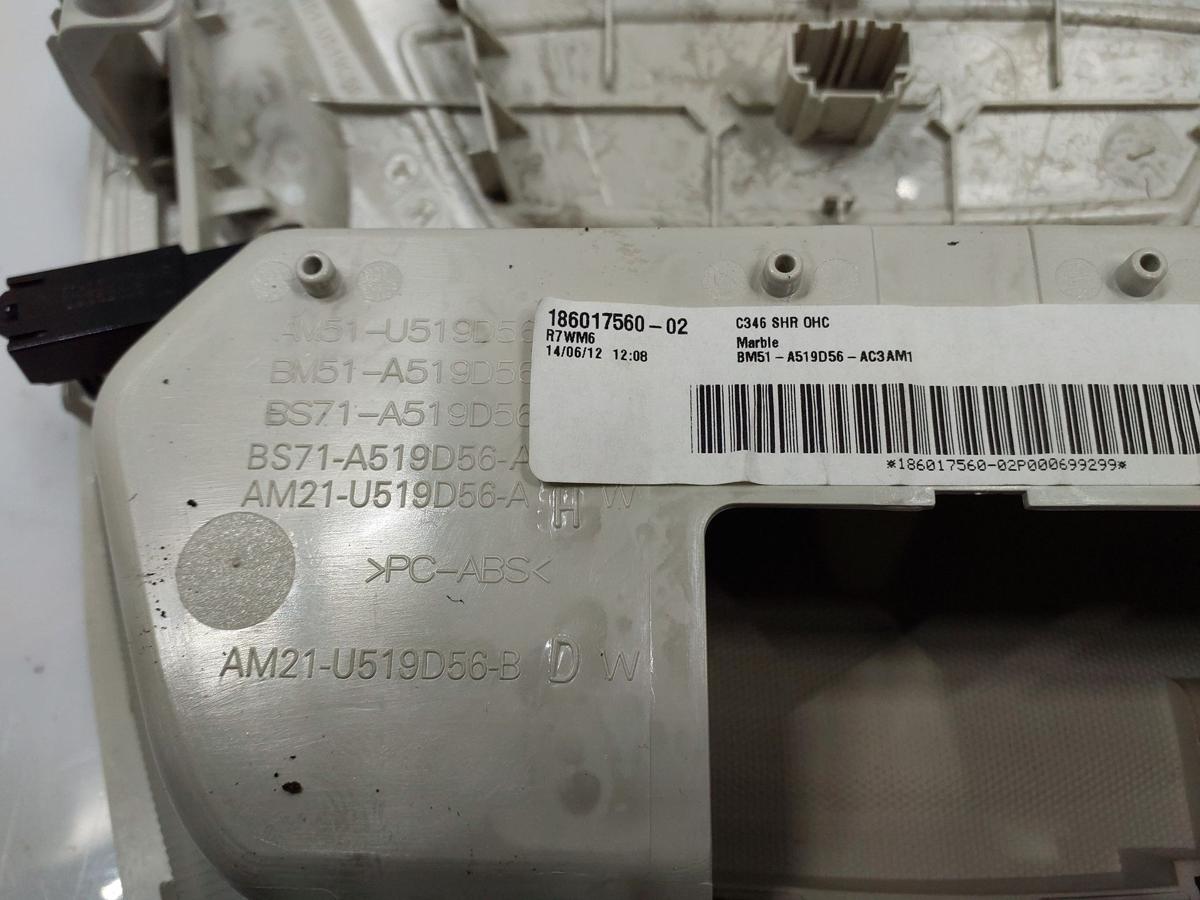 186017560-02
R7WM6
14/06/12 12:08
C346 SHR OHC
Marble
BM51-A519D56-AC3AM1
*186017560-02P000699299*
AM51-U519D56
BM51-A519D56
BS71-A519D56
BS71-A519D56-A
AM21-U519D56-A H W
>PC-ABS<
AM21-U519D56-B D W